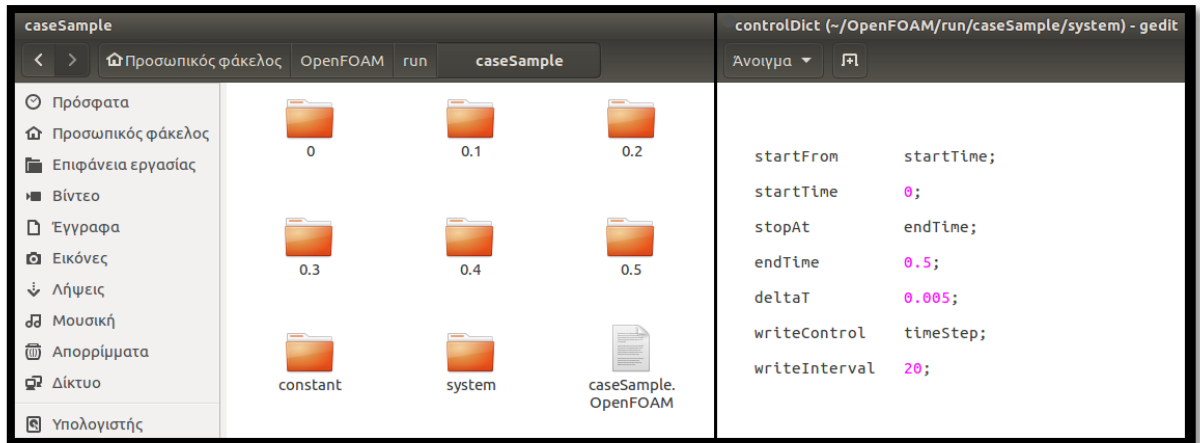 caseSample
Προσωπικός φάκελος OpenFOAM run caseSample
Πρόσφατα
Προσωπικός φάκελος
Επιφάνεια εργασίας
Βίντεο
Έγγραφα
Εικόνες
Λήψεις
Μουσική
Απορρίμματα
Δίκτυο
Υπολογιστής
0 0.1 0.2
0.3 0.4 0.5
constant system caseSample.
OpenFOAM
controlDict (~/OpenFOAM/run/caseSample/system) - gedit
Άνοιγμα
startFrom startTime;
startTime 0;
stopAt endTime;
endTime 0.5;
deltaT 0.005;
writeControl timeStep;
writeInterval 20;